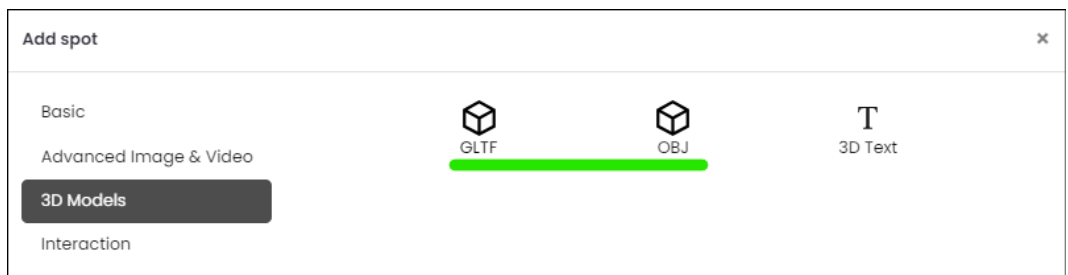 Add spot
×
Basic
Advanced Image & Video
3D Models
Interaction
GLTF
OBJ
T
3D Text